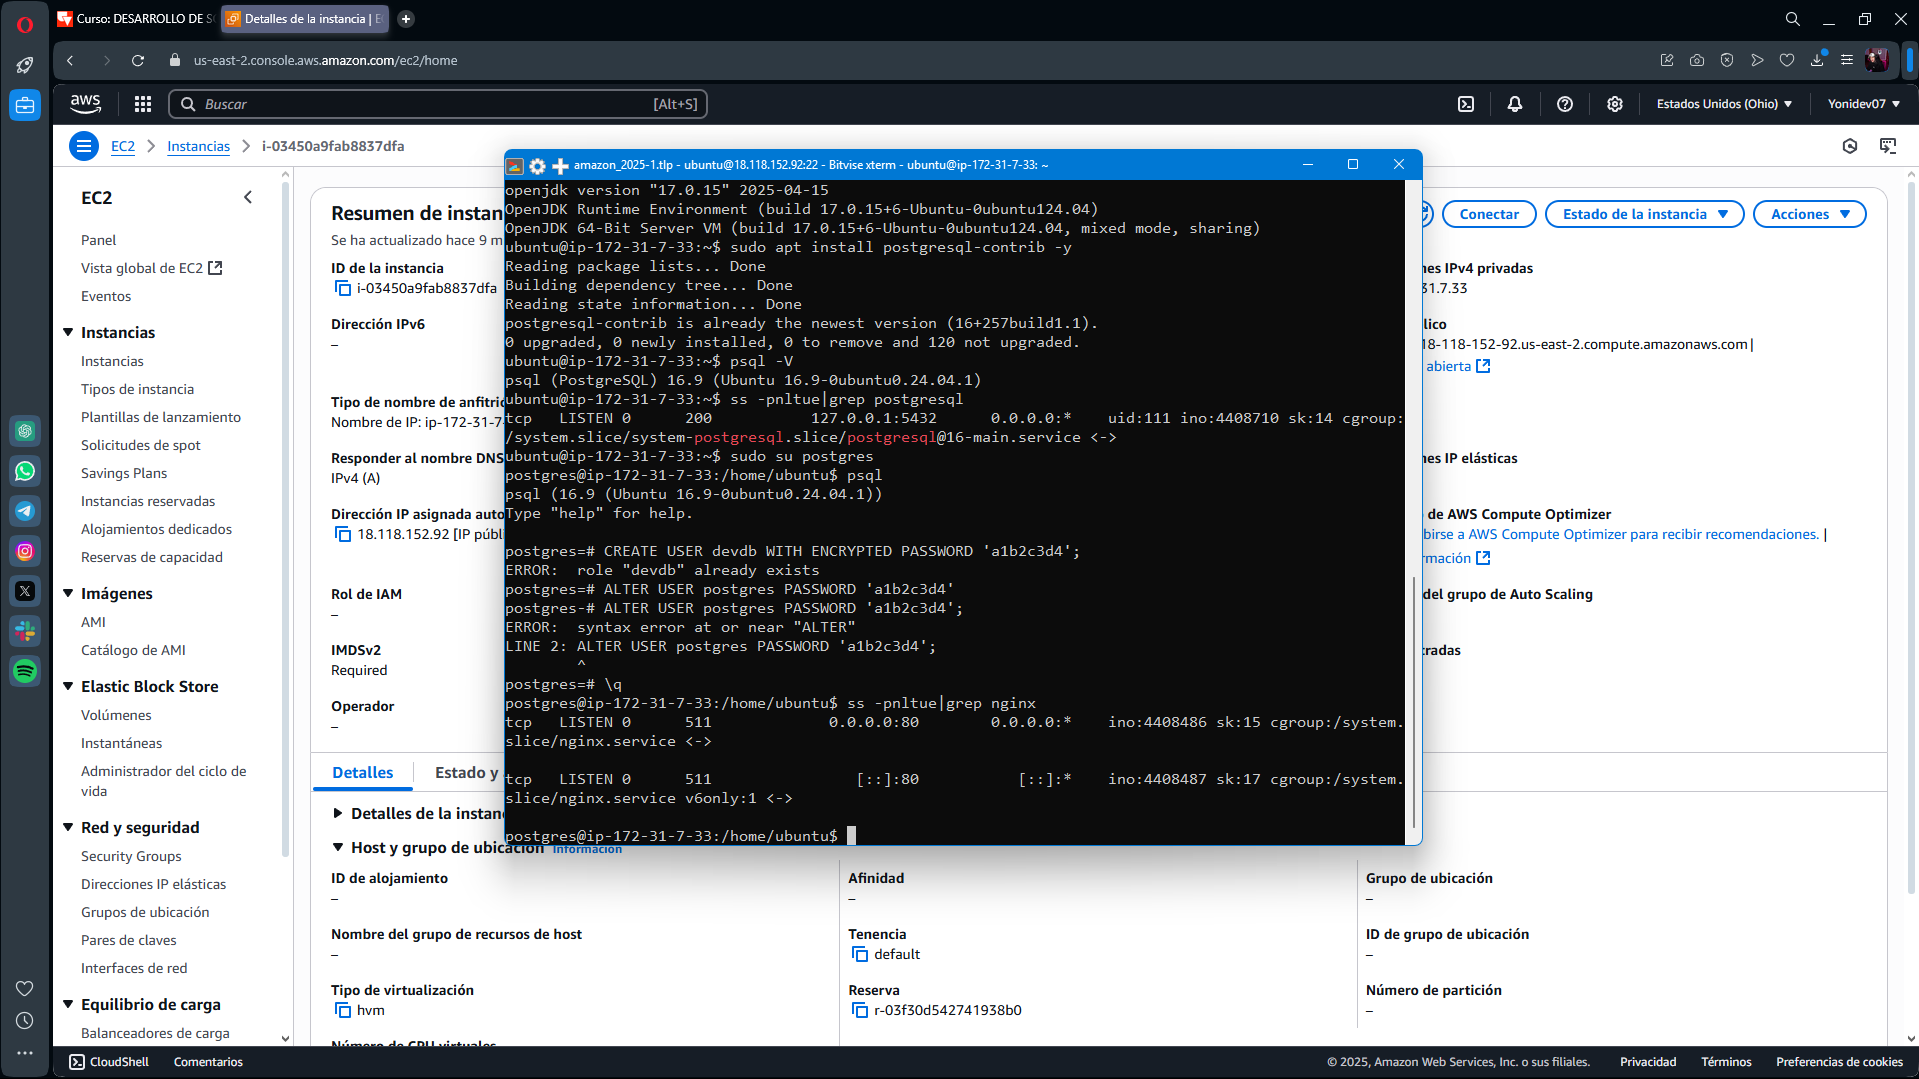 Curso: DESARROLLO DE S
Detalles de la instancia | E
us-east-2.console.aws.amazon.com/ec2/home
aws
Buscar
[Alt+S]
Estados Unidos (Ohio)
Yonidev07
EC2
Instancias
i-03450a9fab8837dfa
EC2
Panel
Vista global de EC2
Eventos
Instancias
Instancias
Tipos de instancia
Plantillas de lanzamiento
Solicitudes de spot
Savings Plans
Instancias reservadas
Alojamientos dedicados
Reservas de capacidad
Imágenes
AMI
Catálogo de AMI
Elastic Block Store
Volúmenes
Instantáneas
Administrador del ciclo de
vida
Red y seguridad
Security Groups
Direcciones IP elásticas
Grupos de ubicación
Pares de claves
Interfaces de red
Equilibrio de carga
Balanceadores de carga
Resumen de instan
Se ha actualizado hace 9 m
Conectar
Estado de la instancia
Acciones
ID de la instancia
i-03450a9fab8837dfa
Dirección IPv6
–
Tipo de nombre de anfitric
Nombre de IP: ip-172-31-7
Responder al nombre DNS
IPv4 (A)
Dirección IP asignada auto
18.118.152.92 [IP públ
Rol de IAM
–
IMDSv2
Required
Operador
–
amazon_2025-1.tlp - ubuntu@18.118.152.92:22 - Bitvise xterm - ubuntu@ip-172-31-7-33: ~
openjdk version "17.0.15" 2025-04-15
OpenJDK Runtime Environment (build 17.0.15+6-Ubuntu-0ubuntu124.04)
OpenJDK 64-Bit Server VM (build 17.0.15+6-Ubuntu-0ubuntu124.04, mixed mode, sharing)
ubuntu@ip-172-31-7-33:~$ sudo apt install postgresql-contrib -y
Reading package lists... Done
Building dependency tree... Done
Reading state information... Done
postgresql-contrib is already the newest version (16+257build1.1).
0 upgraded, 0 newly installed, 0 to remove and 120 not upgraded.
ubuntu@ip-172-31-7-33:~$ psql -V
psql (PostgreSQL) 16.9 (Ubuntu 16.9-0ubuntu0.24.04.1)
ubuntu@ip-172-31-7-33:~$ ss -pnltue|grep postgresql
tcp LISTEN 0 200 127.0.0.1:5432 0.0.0.0:* uid:111 ino:4408710 sk:14 cgroup:
/system.slice/system-postgresql.slice/postgresql@16-main.service <->
ubuntu@ip-172-31-7-33:~$ sudo su postgres
postgres@ip-172-31-7-33:/home/ubuntu$ psql
psql (16.9 (Ubuntu 16.9-0ubuntu0.24.04.1))
Type "help" for help.
postgres=# CREATE USER devdb WITH ENCRYPTED PASSWORD 'a1b2c3d4';
ERROR: role "devdb" already exists
postgres=# ALTER USER postgres PASSWORD 'a1b2c3d4'
postgres-# ALTER USER postgres PASSWORD 'a1b2c3d4';
ERROR: syntax error at or near "ALTER"
LINE 2: ALTER USER postgres PASSWORD 'a1b2c3d4';
^
postgres=# \q
postgres@ip-172-31-7-33:/home/ubuntu$ ss -pnltue|grep nginx
tcp LISTEN 0 511 0.0.0.0:80 0.0.0.0:* ino:4408486 sk:15 cgroup:/system.
slice/nginx.service <->
tcp LISTEN 0 511 [::]:80 [::]:* ino:4408487 sk:17 cgroup:/system.
slice/nginx.service v6only:1 <->
postgres@ip-172-31-7-33:/home/ubuntu$
nes IPv4 privadas
31.7.33
lico
18-118-152-92.us-east-2.compute.amazonaws.com |
abierta
nes IP elásticas
de AWS Compute Optimizer
birse a AWS Compute Optimizer para recibir recomendaciones. |
mación
del grupo de Auto Scaling
Detalles
Estado y
Detalles de la instan
Host y grupo de ubicación Información
ID de alojamiento
–
Afinidad
–
Grupo de ubicación
–
Nombre del grupo de recursos de host
–
Tenencia
default
ID de grupo de ubicación
–
Tipo de virtualización
hvm
Reserva
r-03f30d542741938b0
Número de partición
–
Número de CPU virtuales
CloudShell
Comentarios
© 2025, Amazon Web Services, Inc. o sus filiales.
Privacidad
Términos
Preferencias de cookies